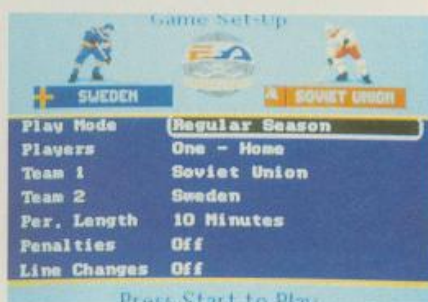 Game Set-Up
SWEDEN
SOVIET UNION
Play Mode Regular Season
Players One - Home
Team 1 Soviet Union
Team 2 Sweden
Per. Length 10 Minutes
Penalties Off
Line Changes Off
Press Start to Play